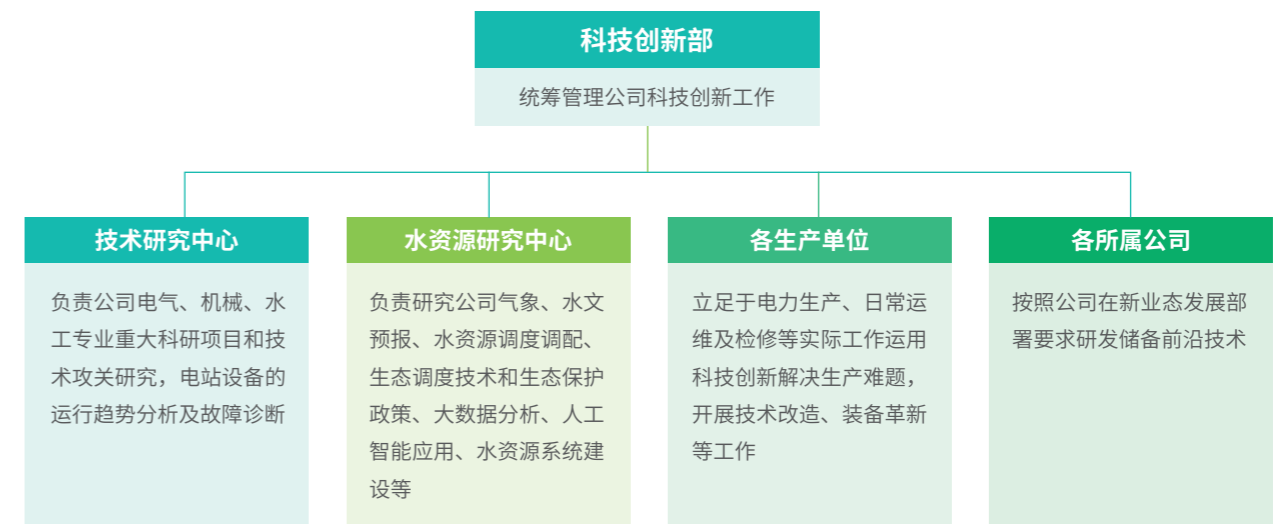 科技创新部
统筹管理公司科技创新工作
技术研究中心
负责公司电气、机械、水
工专业重大科研项目和技
术攻关研究，电站设备的
运行趋势分析及故障诊断
水资源研究中心
负责研究公司气象、水文
预报、水资源调度调配、
生态调度技术和生态保护
政策、大数据分析、人工
智能应用、水资源系统建
设等
各生产单位
立足于电力生产、日常运
维及检修等实际工作运用
科技创新解决生产难题，
开展技术改造、装备革新
等工作
各所属公司
按照公司在新业态发展部
署要求研发储备前沿技术